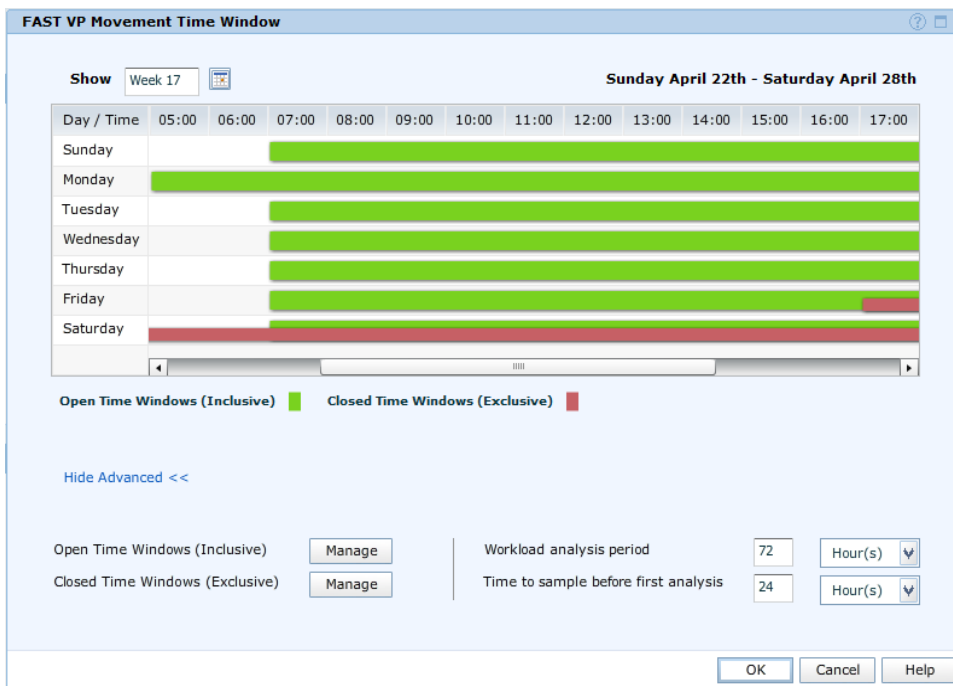 FAST VP Movement Time Window
Show Week 17 Sunday April 22th - Saturday April 28th
Day / Time 05:00 06:00 07:00 08:00 09:00 10:00 11:00 12:00 13:00 14:00 15:00 16:00 17:00
Sunday
Monday
Tuesday
Wednesday
Thursday
Friday
Saturday
Open Time Windows (Inclusive) Closed Time Windows (Exclusive)
Hide Advanced <<
Open Time Windows (Inclusive) Manage Workload analysis period 72 Hour(s)
Closed Time Windows (Exclusive) Manage Time to sample before first analysis 24 Hour(s)
OK Cancel Help